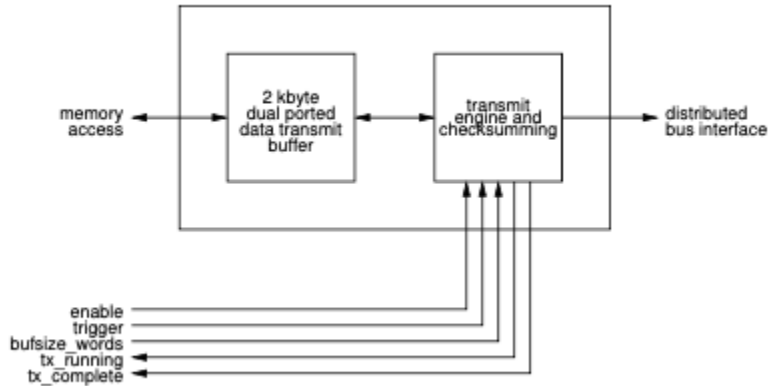 memory
access
2 kbyte
dual ported
data transmit
buffer
transmit
engine and
checksumming
distributed
bus interface
enable
trigger
bufsize_words
tx_running
tx_complete